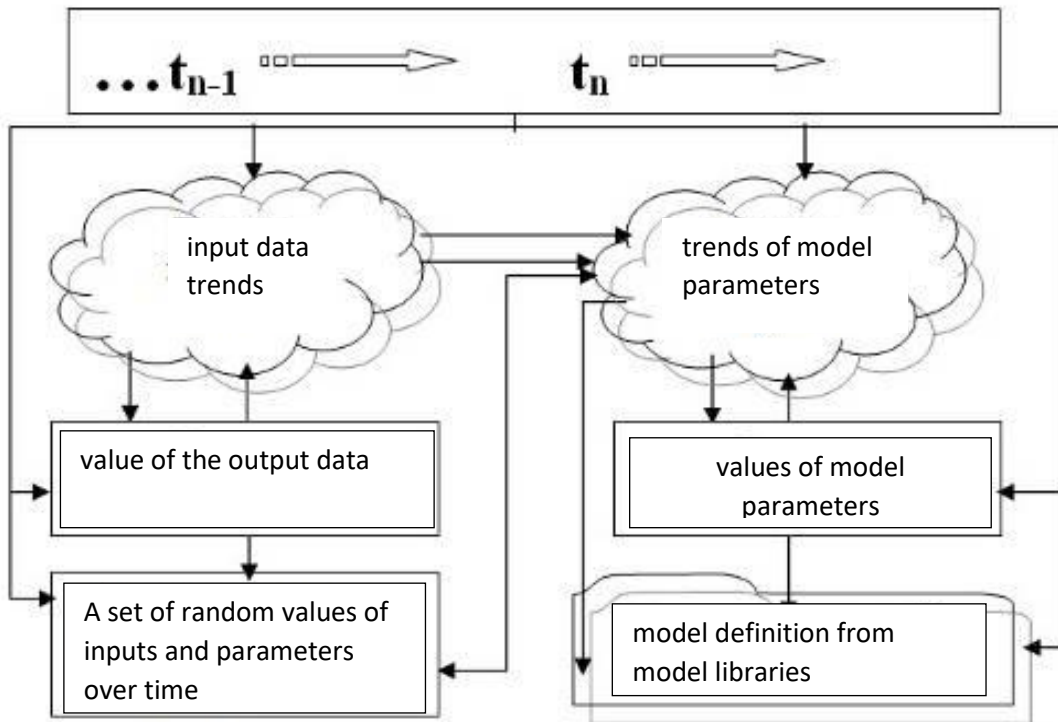 ...tn-1 tn
input data
trends
trends of model
parameters
value of the output data
values of model
parameters
A set of random values of
inputs and parameters
over time
model definition from
model libraries